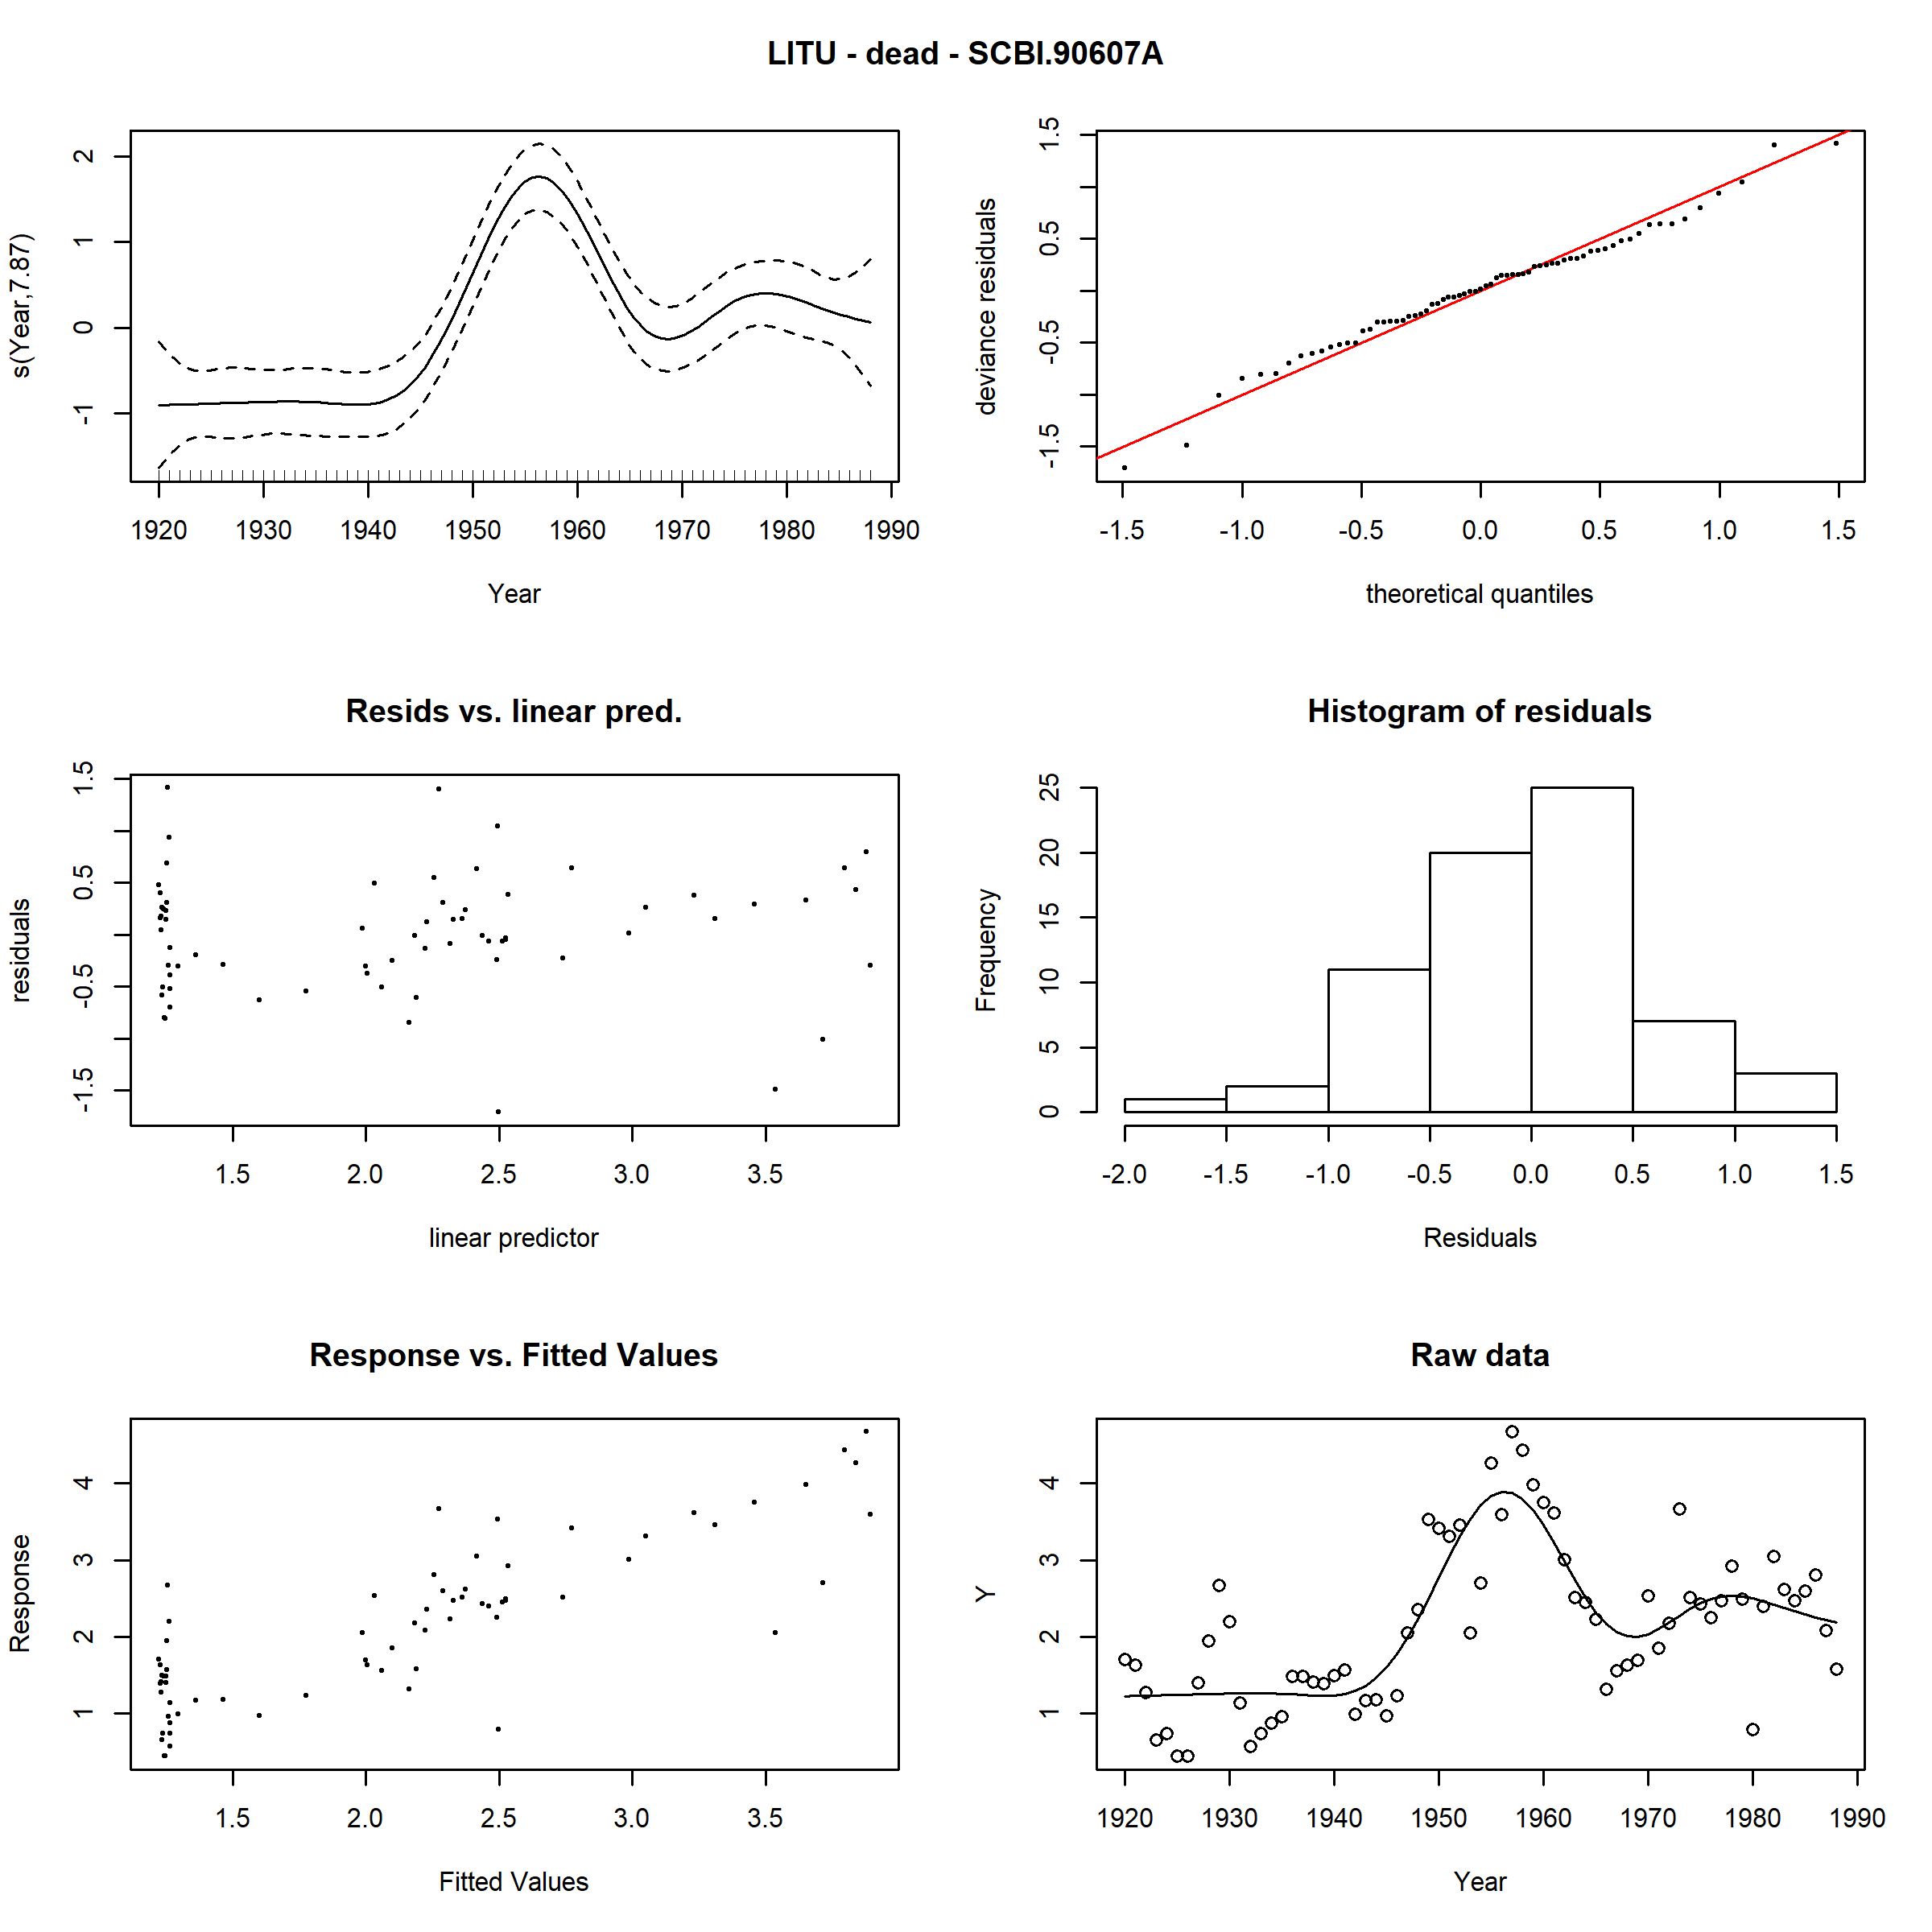 LITU - dead - SCBI.90607A
s(Year,7.87)
2
1
0
-1
1920 1930 1940 1950 1960 1970 1980 1990
Year
deviance residuals
1.5
0.5
-0.5
-1.5
-1.5 -1.0 -0.5 0.0 0.5 1.0 1.5
theoretical quantiles
Resids vs. linear pred.
residuals
1.5
0.5
-0.5
-1.5
1.5 2.0 2.5 3.0 3.5
linear predictor
Histogram of residuals
Frequency
25
20
15
10
5
0
-2.0 -1.5 -1.0 -0.5 0.0 0.5 1.0 1.5
Residuals
Response vs. Fitted Values
Response
4
3
2
1
1.5 2.0 2.5 3.0 3.5
Fitted Values
Raw data
Y
4
3
2
1
1920 1930 1940 1950 1960 1970 1980 1990
Year